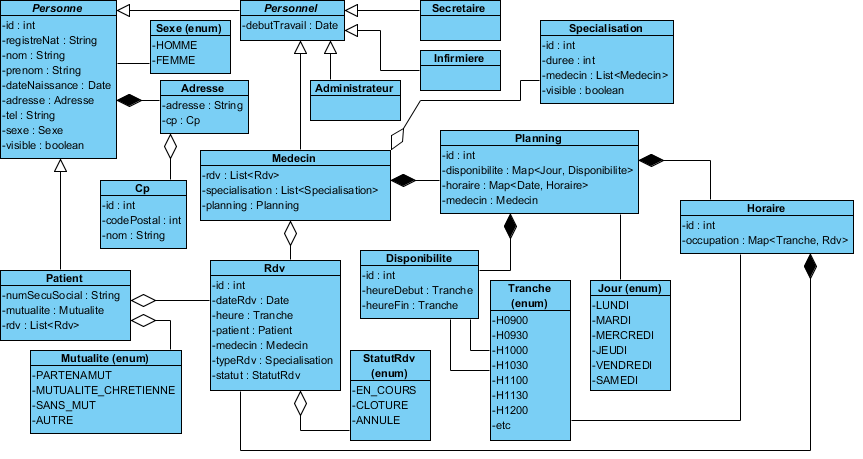 Personne
-id : int
-registreNat : String
-nom : String
-prenom : String
-dateNaissance : Date
-adresse : Adresse
-tel : String
-sexe : Sexe
-visible : boolean
Sexe (enum)
-HOMME
-FEMME
Personnel
-debutTravail : Date
Secretaire
Infirmiere
Administrateur
Specialisation
-id : int
-duree : int
-medecin : List<Medecin>
-visible : boolean
Adresse
-adresse : String
-cp : Cp
Cp
-id : int
-codePostal : int
-nom : String
Medecin
-rdv : List<Rdv>
-specialisation : List<Specialisation>
-planning : Planning
Planning
-id : int
-disponibilite : Map<Jour, Disponibilite>
-horaire : Map<Date, Horaire>
-medecin : Medecin
Horaire
-id : int
-occupation : Map<Tranche, Rdv>
Patient
-numSecuSocial : String
-mutualite : Mutualite
-rdv : List<Rdv>
Rdv
-id : int
-dateRdv : Date
-heure : Tranche
-patient : Patient
-medecin : Medecin
-typeRdv : Specialisation
-statut : StatutRdv
Disponibilite
-id : int
-heureDebut : Tranche
-heureFin : Tranche
Tranche
(enum)
-H0900
-H0930
-H1000
-H1030
-H1100
-H1130
-H1200
-etc
Jour (enum)
-LUNDI
-MARDI
-MERCREDI
-JEUDI
-VENDREDI
-SAMEDI
Mutualite (enum)
-PARTENAMUT
-MUTUALITE_CHRETIENNE
-SANS_MUT
-AUTRE
StatutRdv
(enum)
-EN_COURS
-CLOTURE
-ANNULE